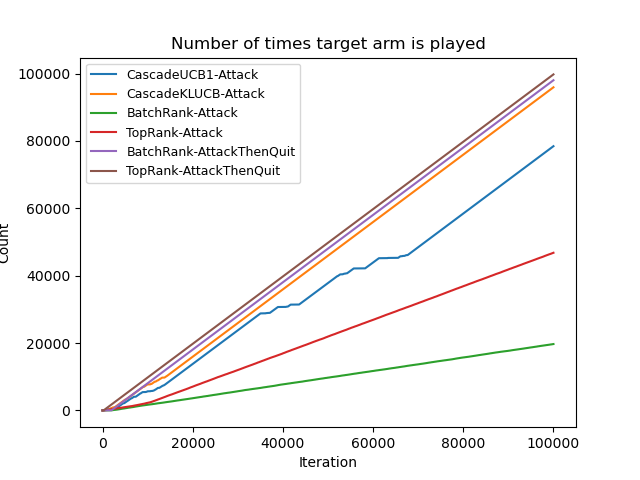 Number of times target arm is played
CascadeUCB1-Attack
CascadeKLUCB-Attack
BatchRank-Attack
TopRank-Attack
BatchRank-AttackThenQuit
TopRank-AttackThenQuit
100000
80000
60000
40000
20000
0
Count
0 20000 40000 60000 80000 100000
Iteration